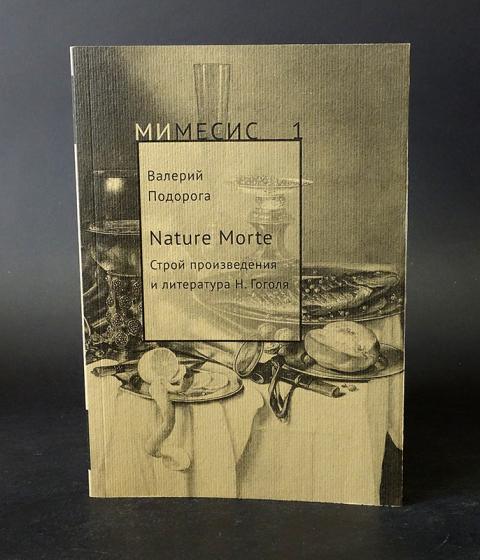 МИМЕСИС 1
Валерий
Подорога
Nature Morte
Строй произведения
и литература Н. Гоголя